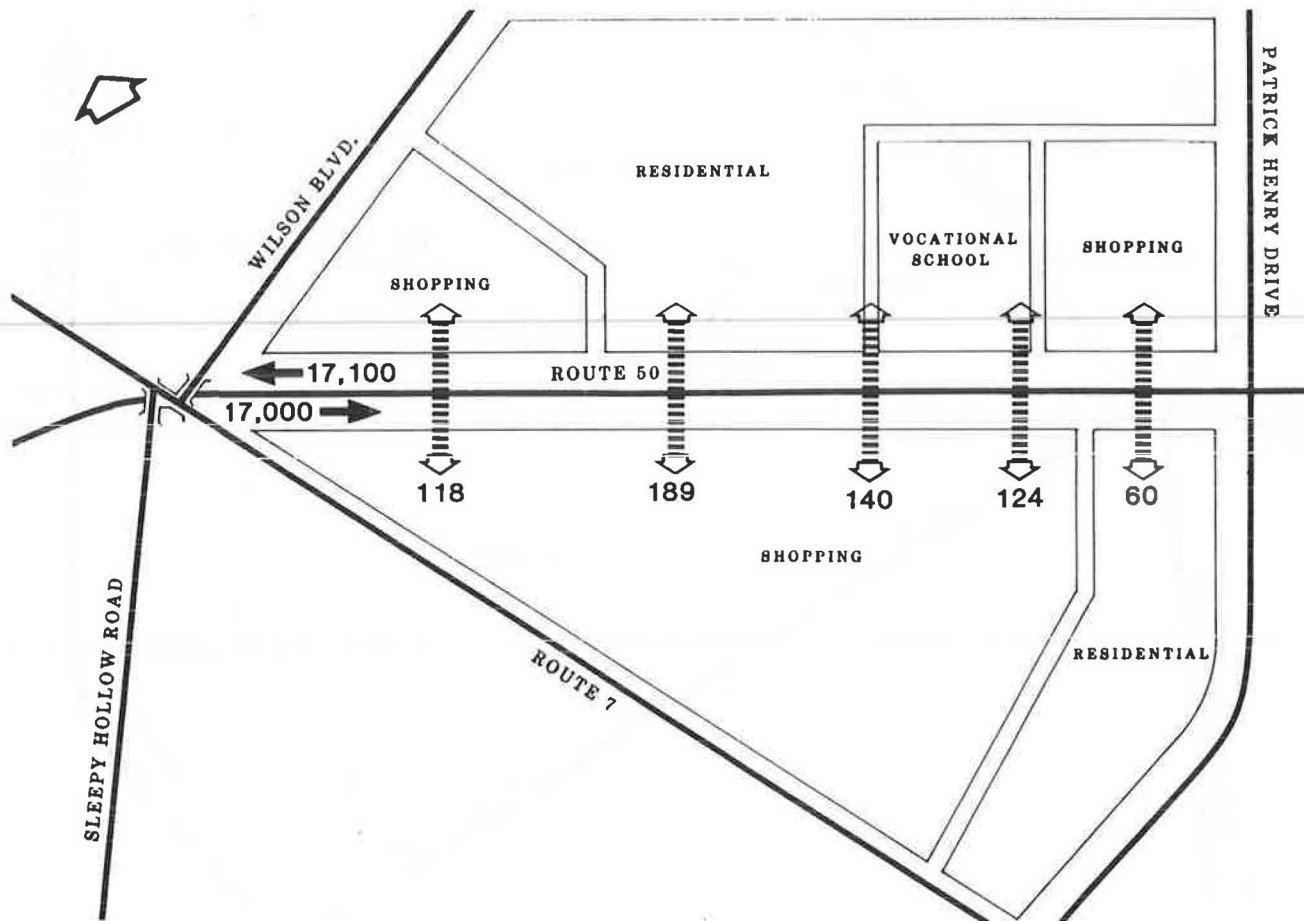 PATRICK HENRY DRIVE
WILSON BLVD.
RESIDENTIAL
VOCATIONAL
SCHOOL
SHOPPING
SHOPPING
17,100
ROUTE 50
17,000
118
189
140
124
60
SHOPPING
SLEEPY HOLLOW ROAD
ROUTE 7
RESIDENTIAL